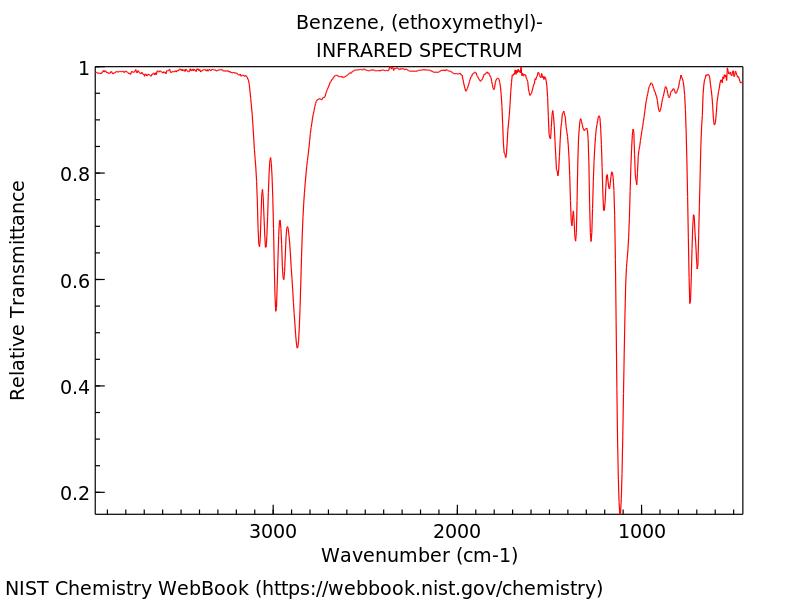 Benzene, (ethoxymethyl)-
INFRARED SPECTRUM
1
0.8
0.6
0.4
0.2
Relative Transmittance
3000 2000 1000
Wavenumber (cm-1)
NIST Chemistry WebBook (https://webbook.nist.gov/chemistry)